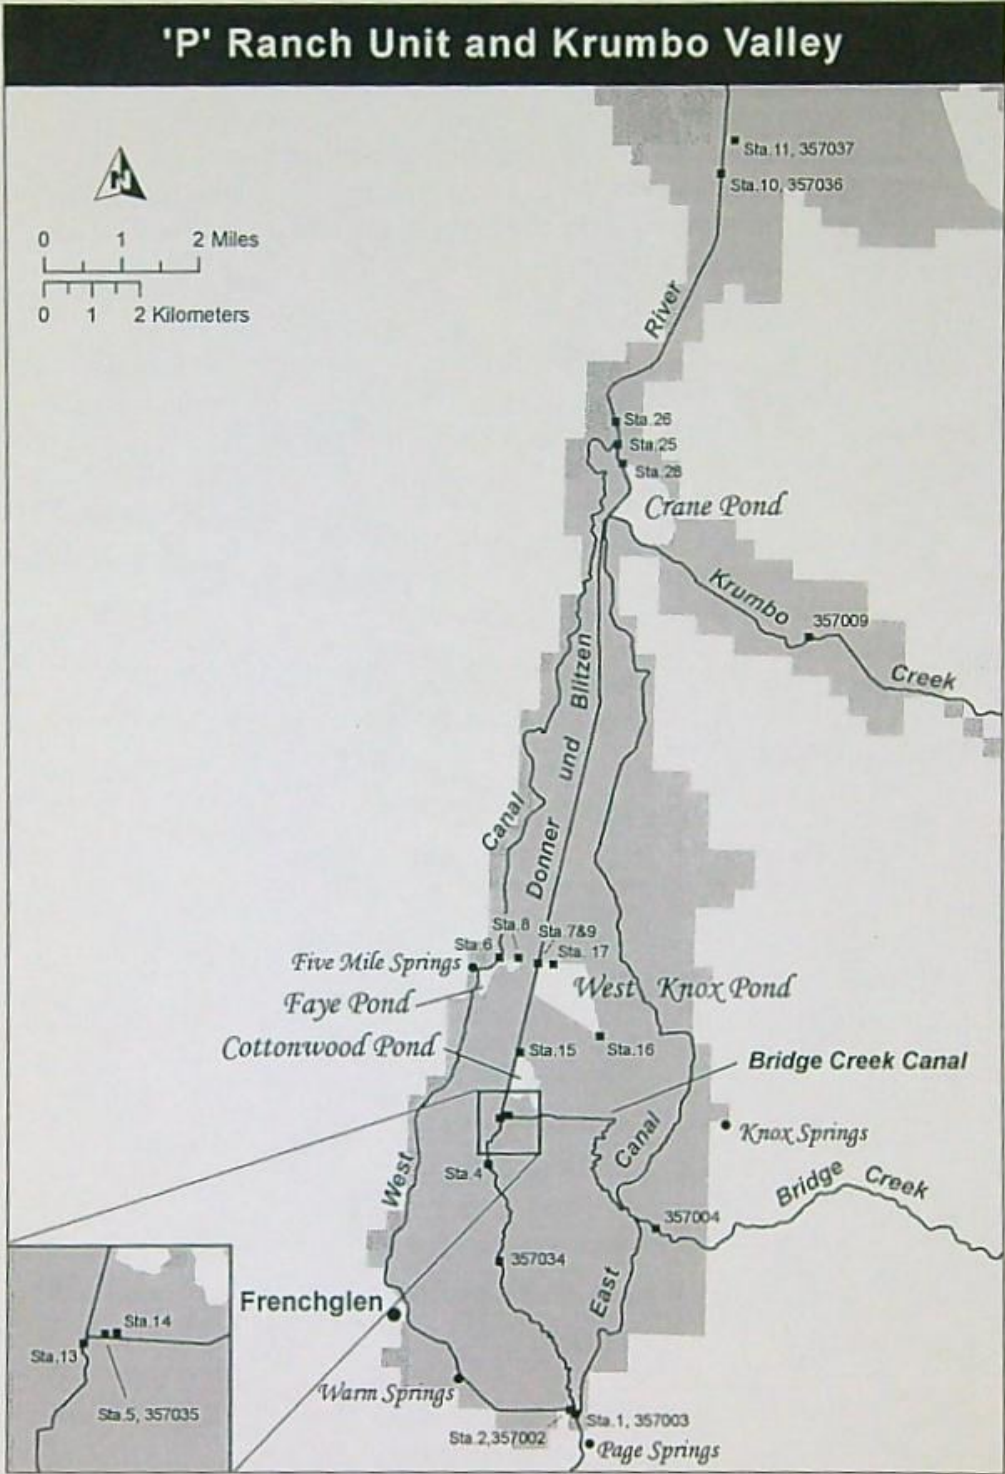 'P' Ranch Unit and Krumbo Valley
N
0 1 2 Miles
0 1 2 Kilometers
Sta.11, 357037
Sta.10, 357036
River
Sta.26
Sta.25
Sta.28
Crane Pond
Krumbo
357009
Creek
Blitzen
und
Donner
Canal
Sta.8
Sta.7&9
Sta.6
Sta. 17
Five Mile Springs
Faye Pond
West Knox Pond
Cottonwood Pond
Sta.15
Sta.16
Bridge Creek Canal
Canal
Knox Springs
Sta.4
West
Bridge Creek
357004
357034
East
Frenchglen
Sta.14
Sta.13
Sta.5, 357035
Warm Springs
Sta.2,357002
Sta.1, 357003
Page Springs